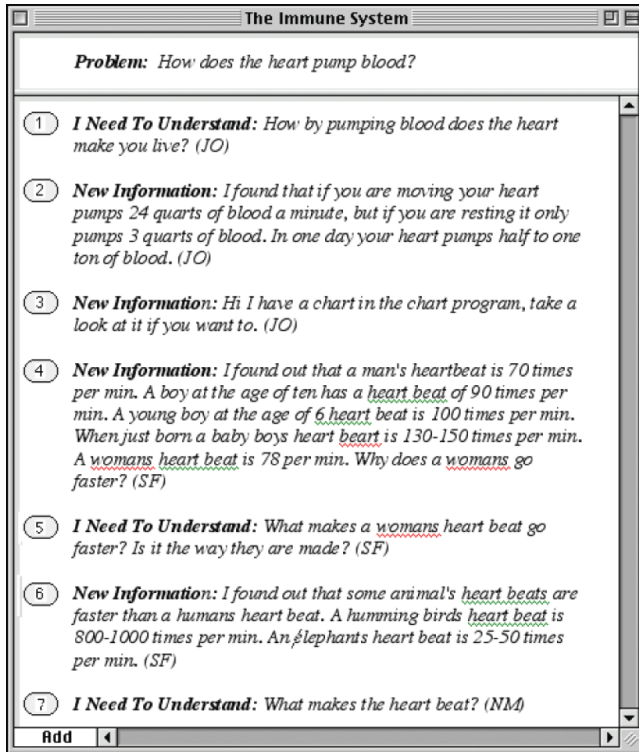 The Immune System
Problem: How does the heart pump blood?
1 I Need To Understand: How by pumping blood does the heart
make you live? (JO)
2 New Information: I found that if you are moving your heart
pumps 24 quarts of blood a minute, but if you are resting it only
pumps 3 quarts of blood. In one day your heart pumps half to one
ton of blood. (JO)
3 New Information: Hi I have a chart in the chart program, take a
look at it if you want to. (JO)
4 New Information: I found out that a man's heartbeat is 70 times
per min. A boy at the age of ten has a heart beat of 90 times per
min. A young boy at the age of 6 heart beat is 100 times per min.
When just born a baby boys heart beart is 130-150 times per min.
A womans heart beat is 78 per min. Why does a womans go
faster? (SF)
5 I Need To Understand: What makes a womans heart beat go
faster? Is it the way they are made? (SF)
6 New Information: I found out that some animal's heart beats are
faster than a humans heart beat. A humming birds heart beat is
800-1000 times per min. An elephants heart beat is 25-50 times
per min. (SF)
7 I Need To Understand: What makes the heart beat? (NM)
Add